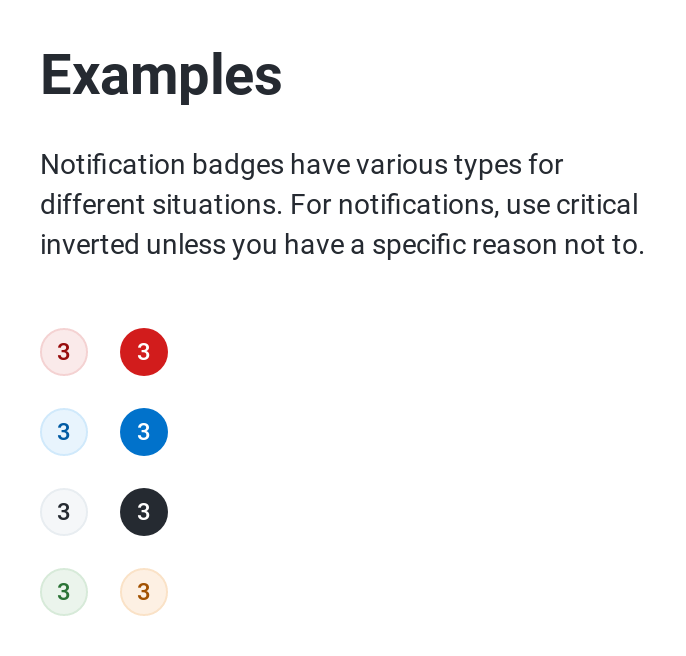 Examples
Notification badges have various types for
different situations. For notifications, use critical
inverted unless you have a specific reason not to.
3 3
3 3
3 3
3 3